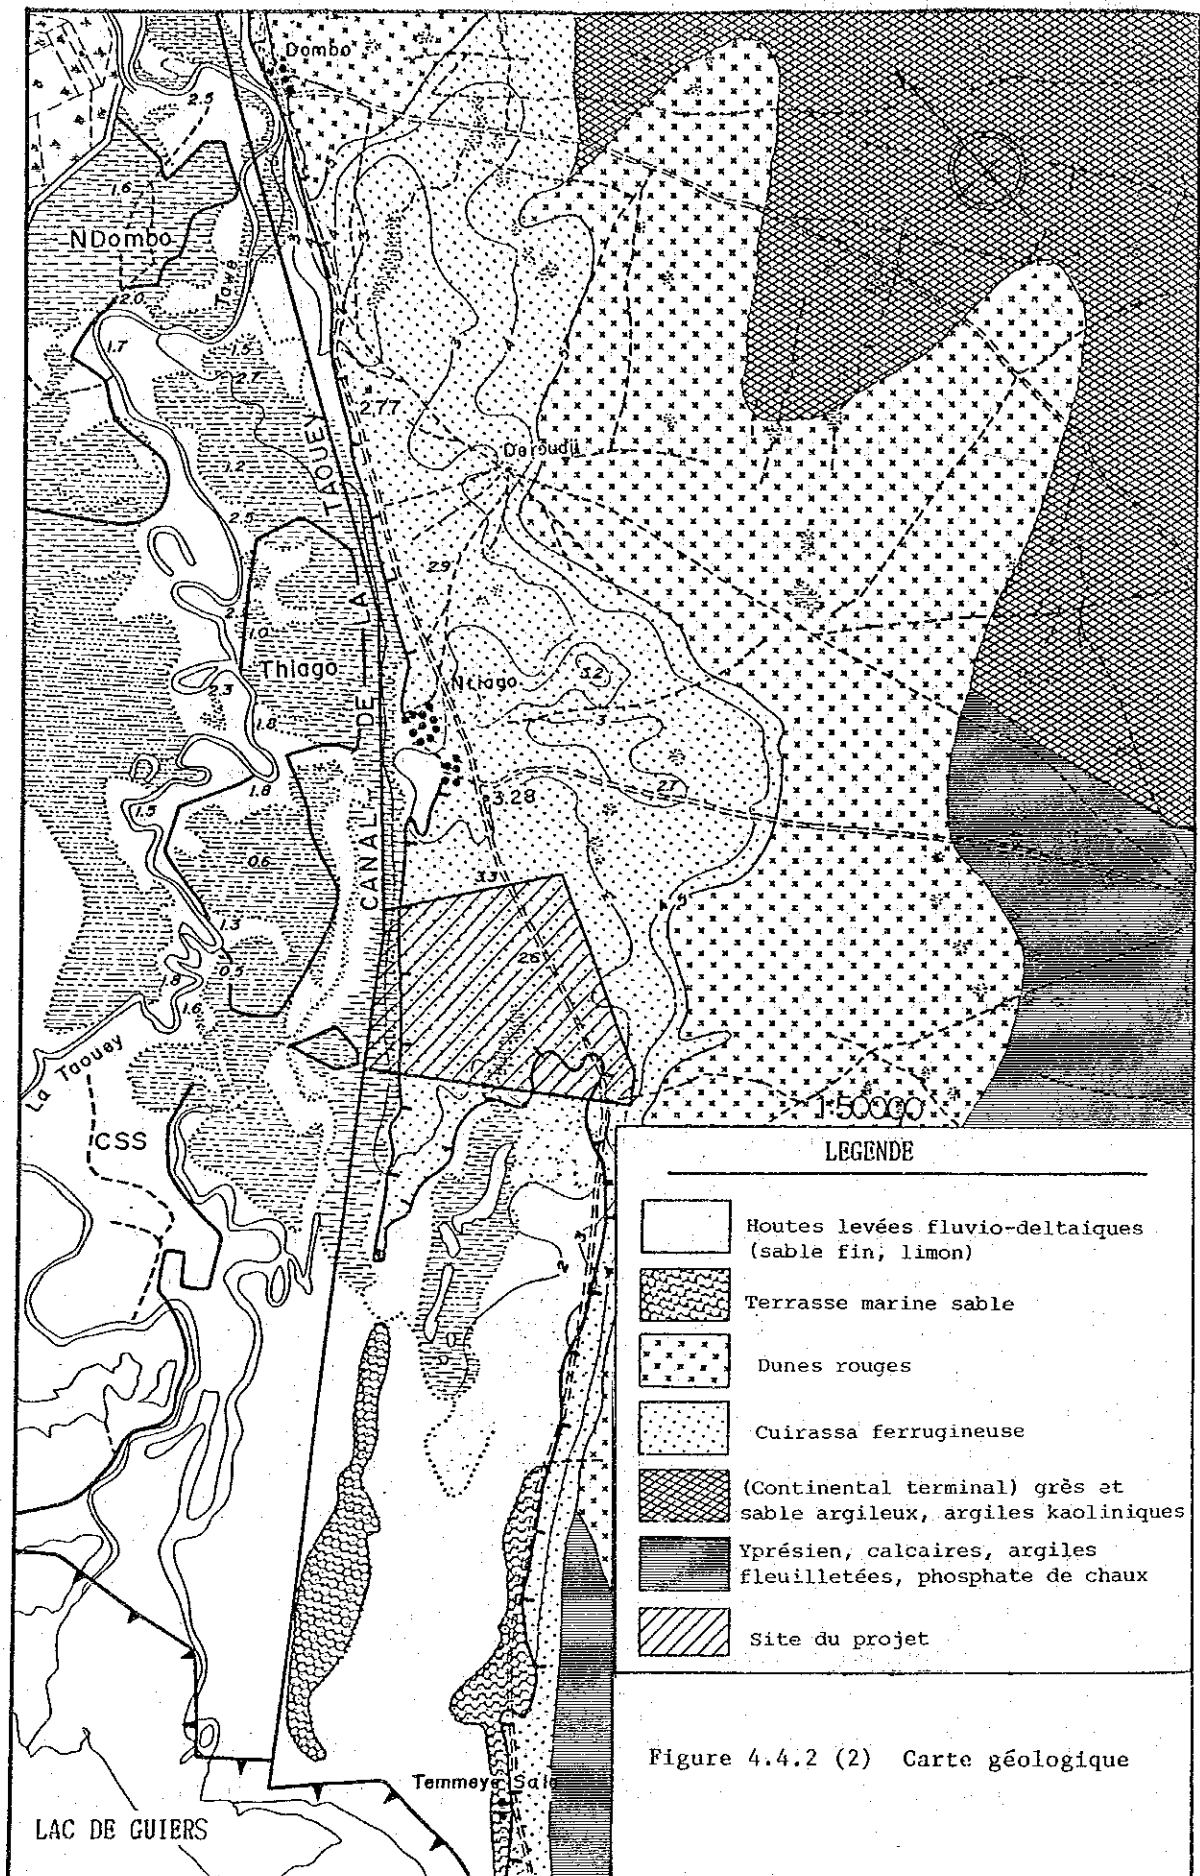 Dombo
2.5
1.6
NDombo
Tawe
2.0
1.7
1.5
2.7
2.77
Deroudij
1.2
2.9
TAOUEY
1.0
Thiago
Ntiago
3.2
2.3
1.8
3
CANAL DE LA
1.8
1.5
3.28
2.7
0.6
3.3
1.3
2.6
0.5
1.8
1.6
La Taouey
CSS
1:50000
LEGENDE
Houtes levées fluvio-deltaiques
(sable fin, limon)
Terrasse marine sable
Dunes rouges
Cuirassa ferrugineuse
(Continental terminal) grès et
sable argileux, argiles kaoliniques
Yprésien, calcaires, argiles
fleuilletées, phosphate de chaux
Site du projet
Figure 4.4.2 (2) Carte géologique
Temmeye Sale
LAC DE GUIERS